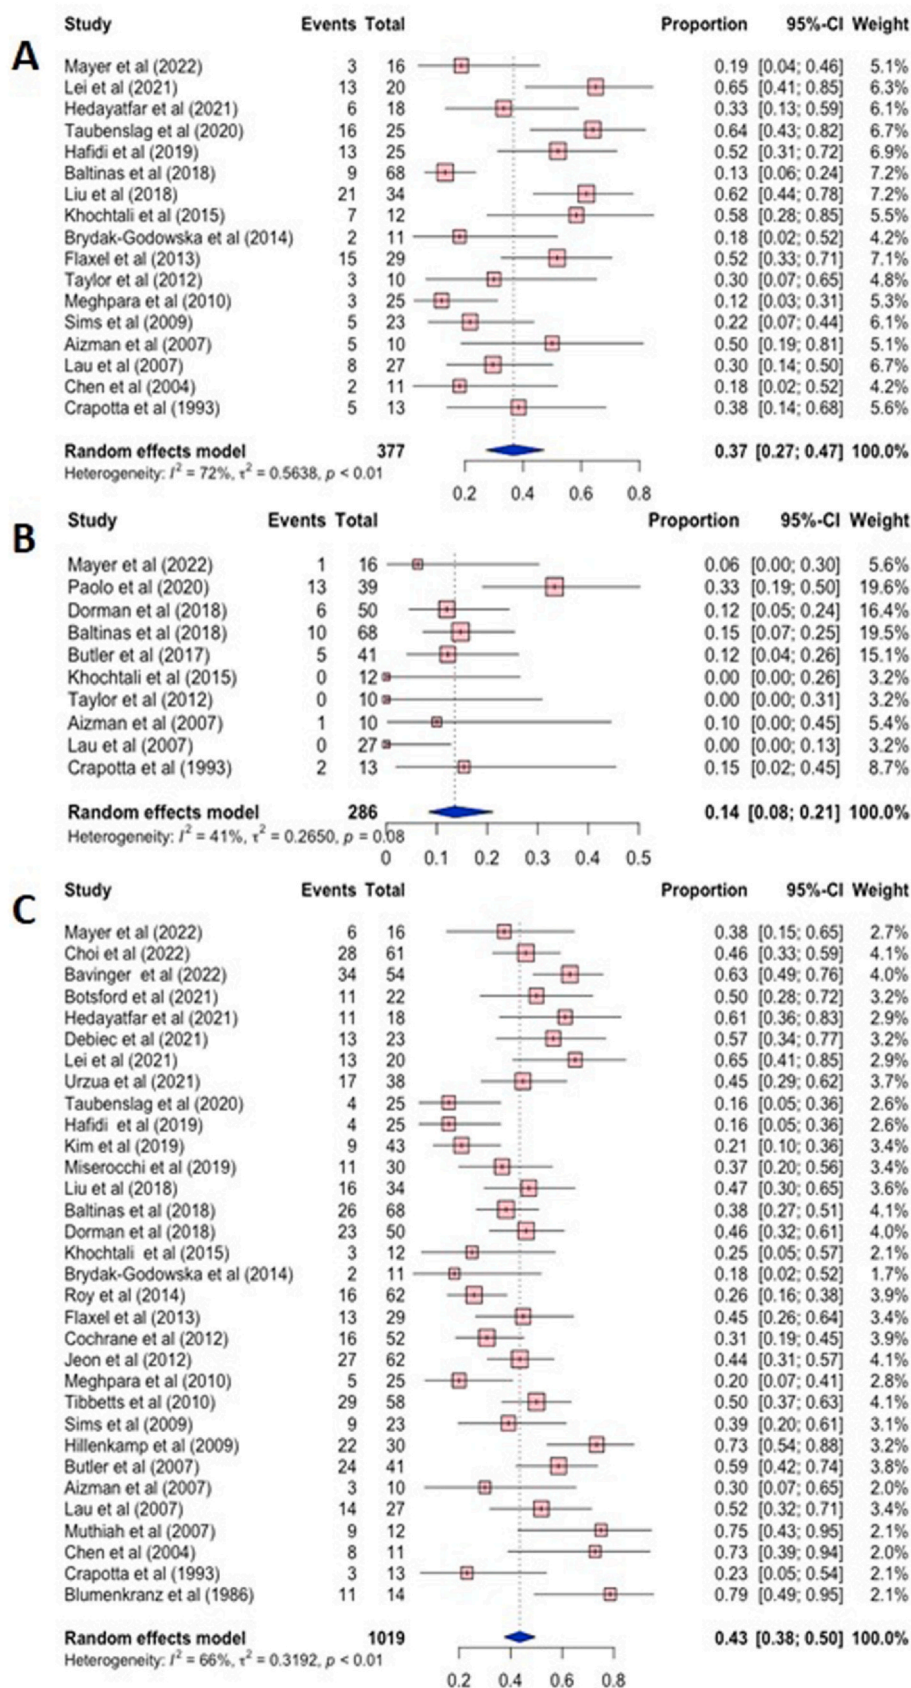 A
Study Events Total Proportion 95%-CI Weight
Mayer et al (2022) 3 16 0.19 [0.04; 0.46] 5.1%
Lei et al (2021) 13 20 0.65 [0.41; 0.85] 6.3%
Hedayatfar et al (2021) 6 18 0.33 [0.13; 0.59] 6.1%
Taubenslag et al (2020) 16 25 0.64 [0.43; 0.82] 6.7%
Hafidi et al (2019) 13 25 0.52 [0.31; 0.72] 6.9%
Baltinas et al (2018) 9 68 0.13 [0.06; 0.24] 7.2%
Liu et al (2018) 21 34 0.62 [0.44; 0.78] 7.2%
Khochtali et al (2015) 7 12 0.58 [0.28; 0.85] 5.5%
Brydak-Godowska et al (2014) 2 11 0.18 [0.02; 0.52] 4.2%
Flaxel et al (2013) 15 29 0.52 [0.33; 0.71] 7.1%
Taylor et al (2012) 3 10 0.30 [0.07; 0.65] 4.8%
Meghpara et al (2010) 3 25 0.12 [0.03; 0.31] 5.3%
Sims et al (2009) 5 23 0.22 [0.07; 0.44] 6.1%
Aizman et al (2007) 5 10 0.50 [0.19; 0.81] 5.1%
Lau et al (2007) 8 27 0.30 [0.14; 0.50] 6.7%
Chen et al (2004) 2 11 0.18 [0.02; 0.52] 4.2%
Crapotta et al (1993) 5 13 0.38 [0.14; 0.68] 5.6%
Random effects model 377 0.37 [0.27; 0.47] 100.0%
Heterogeneity: I² = 72%, τ² = 0.5638, p < 0.01
0.2 0.4 0.6 0.8
B
Study Events Total Proportion 95%-CI Weight
Mayer et al (2022) 1 16 0.06 [0.00; 0.30] 5.6%
Paolo et al (2020) 13 39 0.33 [0.19; 0.50] 19.6%
Dorman et al (2018) 6 50 0.12 [0.05; 0.24] 16.4%
Baltinas et al (2018) 10 68 0.15 [0.07; 0.25] 19.5%
Butler et al (2017) 5 41 0.12 [0.04; 0.26] 15.1%
Khochtali et al (2015) 0 12 0.00 [0.00; 0.26] 3.2%
Taylor et al (2012) 0 10 0.00 [0.00; 0.31] 3.2%
Aizman et al (2007) 1 10 0.10 [0.00; 0.45] 5.4%
Lau et al (2007) 0 27 0.00 [0.00; 0.13] 3.2%
Crapotta et al (1993) 2 13 0.15 [0.02; 0.45] 8.7%
Random effects model 286 0.14 [0.08; 0.21] 100.0%
Heterogeneity: I² = 41%, τ² = 0.2650, p = 0.08
0 0.1 0.2 0.3 0.4 0.5
C
Study Events Total Proportion 95%-CI Weight
Mayer et al (2022) 6 16 0.38 [0.15; 0.65] 2.7%
Choi et al (2022) 28 61 0.46 [0.33; 0.59] 4.1%
Bavinger et al (2022) 34 54 0.63 [0.49; 0.76] 4.0%
Botsford et al (2021) 11 22 0.50 [0.28; 0.72] 3.2%
Hedayatfar et al (2021) 11 18 0.61 [0.36; 0.83] 2.9%
Debiec et al (2021) 13 23 0.57 [0.34; 0.77] 3.2%
Lei et al (2021) 13 20 0.65 [0.41; 0.85] 2.9%
Urzua et al (2021) 17 38 0.45 [0.29; 0.62] 3.7%
Taubenslag et al (2020) 4 25 0.16 [0.05; 0.36] 2.6%
Hafidi et al (2019) 4 25 0.16 [0.05; 0.36] 2.6%
Kim et al (2019) 9 43 0.21 [0.10; 0.36] 3.4%
Miserocchi et al (2019) 11 30 0.37 [0.20; 0.56] 3.4%
Liu et al (2018) 16 34 0.47 [0.30; 0.65] 3.6%
Baltinas et al (2018) 26 68 0.38 [0.27; 0.51] 4.1%
Dorman et al (2018) 23 50 0.46 [0.32; 0.61] 4.0%
Khochtali et al (2015) 3 12 0.25 [0.05; 0.57] 2.1%
Brydak-Godowska et al (2014) 2 11 0.18 [0.02; 0.52] 1.7%
Roy et al (2014) 16 62 0.26 [0.16; 0.38] 3.9%
Flaxel et al (2013) 13 29 0.45 [0.26; 0.64] 3.4%
Cochrane et al (2012) 16 52 0.31 [0.19; 0.45] 3.9%
Jeon et al (2012) 27 62 0.44 [0.31; 0.57] 4.1%
Meghpara et al (2010) 5 25 0.20 [0.07; 0.41] 2.8%
Tibbetts et al (2010) 29 58 0.50 [0.37; 0.63] 4.1%
Sims et al (2009) 9 23 0.39 [0.20; 0.61] 3.1%
Hillenkamp et al (2009) 22 30 0.73 [0.54; 0.88] 3.2%
Butler et al (2007) 24 41 0.59 [0.42; 0.74] 3.8%
Aizman et al (2007) 3 10 0.30 [0.07; 0.65] 2.0%
Lau et al (2007) 14 27 0.52 [0.32; 0.71] 3.4%
Muthiah et al (2007) 9 12 0.75 [0.43; 0.95] 2.1%
Chen et al (2004) 8 11 0.73 [0.39; 0.94] 2.0%
Crapotta et al (1993) 3 13 0.23 [0.05; 0.54] 2.1%
Blumenkranz et al (1986) 11 14 0.79 [0.49; 0.95] 2.1%
Random effects model 1019 0.43 [0.38; 0.50] 100.0%
Heterogeneity: I² = 66%, τ² = 0.3192, p < 0.01
0.2 0.4 0.6 0.8